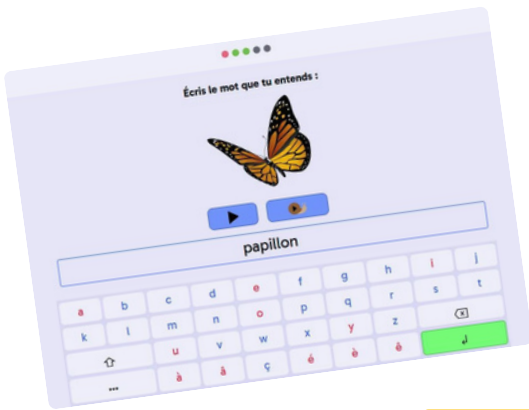 Écris le mot que tu entends :
papillon
a b c d e f g h i j
k l m n o p q r s t
u v w x y z
... à â ç é è ê